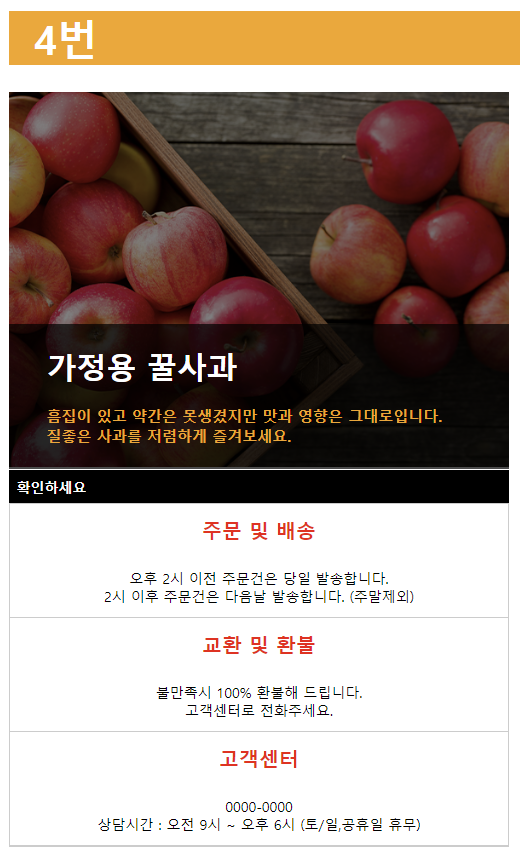 4번
가정용 꿀사과
흠집이 있고 약간은 못생겼지만 맛과 영향은 그대로입니다.
질좋은 사과를 저렴하게 즐겨보세요.
확인하세요
주문 및 배송
오후 2시 이전 주문건은 당일 발송합니다.
2시 이후 주문건은 다음날 발송합니다. (주말제외)
교환 및 환불
불만족시 100% 환불해 드립니다.
고객센터로 전화주세요.
고객센터
0000-0000
상담시간 : 오전 9시 ~ 오후 6시 (토/일,공휴일 휴무)